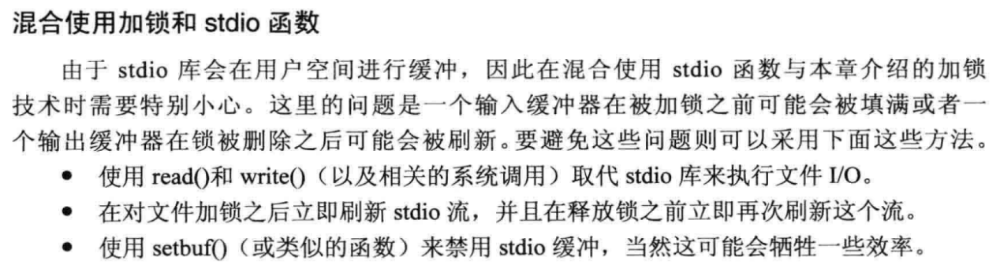 混合使用加锁和 stdio 函数
由于 stdio 库会在用户空间进行缓冲，因此在混合使用 stdio 函数与本章介绍的加锁
技术时需要特别小心。这里的问题是一个输入缓冲器在被加锁之前可能会被填满或者一
个输出缓冲器在锁被删除之后可能会被刷新。要避免这些问题则可以采用下面这些方法。
● 使用 read()和 write()（以及相关的系统调用）取代 stdio 库来执行文件 I/O。
● 在对文件加锁之后立即刷新 stdio 流，并且在释放锁之前立即再次刷新这个流。
● 使用 setbuf()（或类似的函数）来禁用 stdio 缓冲，当然这可能会牺牲一些效率。